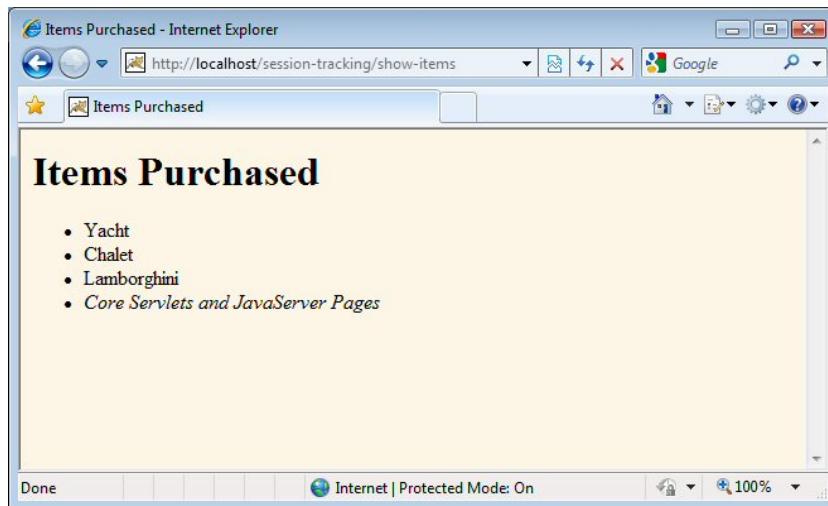 Items Purchased - Internet Explorer
http://localhost/session-tracking/show-items
Google
Items Purchased
Items Purchased
Yacht
Chalet
Lamborghini
Core Servlets and JavaServer Pages
Done
Internet | Protected Mode: On
100%